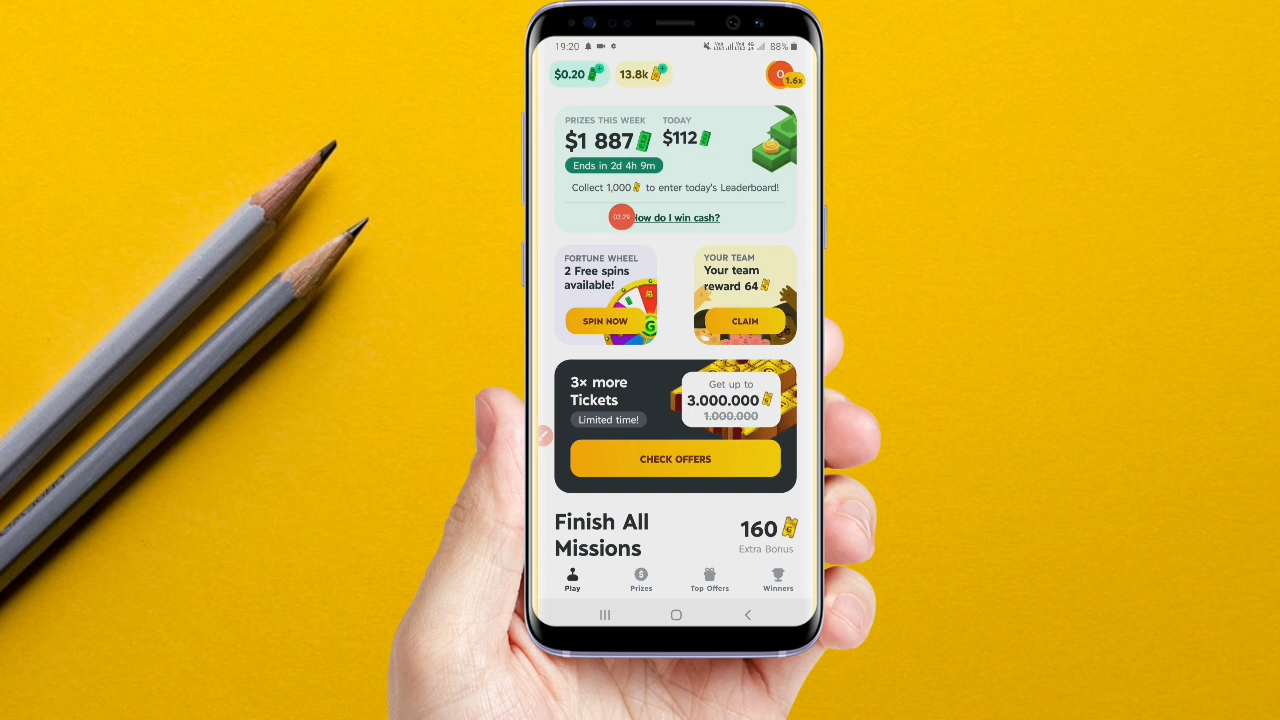 19:20
88%
$0.20
13.8k
0
1.6x
PRIZES THIS WEEK
TODAY
$1 887
$112
Ends in 2d 4h 9m
Collect 1,000 to enter today's Leaderboard!
03:29
How do I win cash?
FORTUNE WHEEL
2 Free spins
available!
SPIN NOW
G
YOUR TEAM
Your team
reward 64
CLAIM
3× more
Tickets
Limited time!
Get up to
3.000.000
1.000.000
CHECK OFFERS
Finish All
Missions
160
G
Extra Bonus
Play
Prizes
Top Offers
Winners